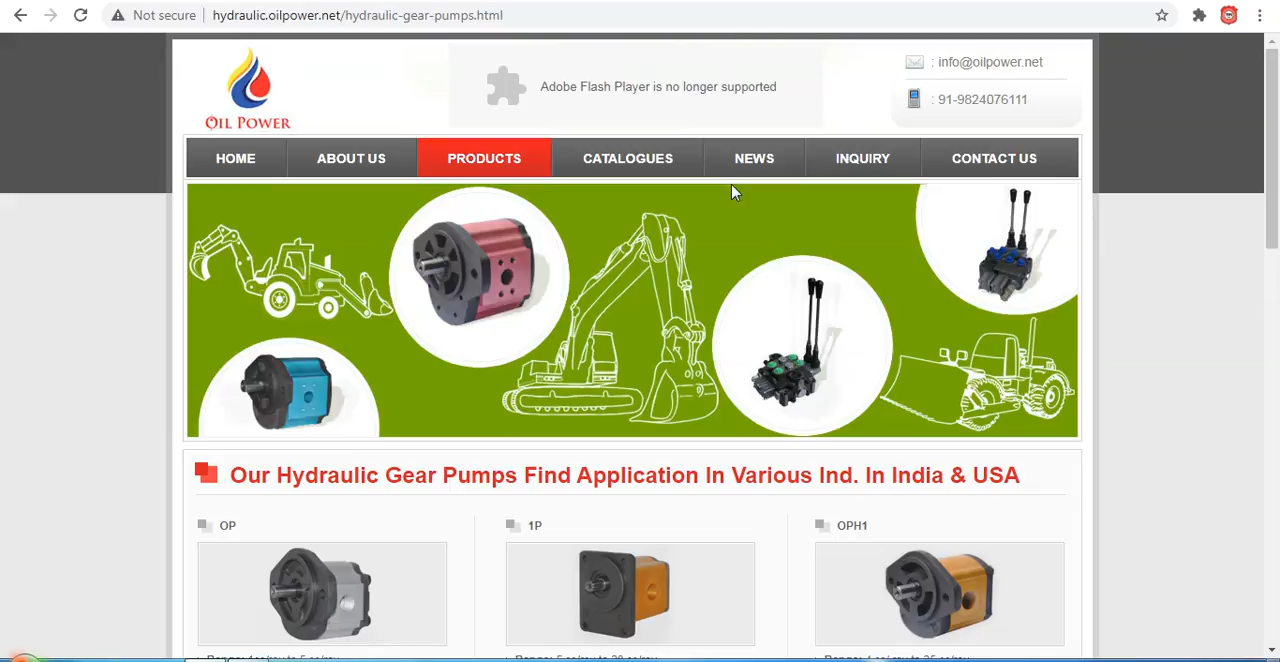 Not secure hydraulic.oilpower.net/hydraulic-gear-pumps.html
OIL POWER
Adobe Flash Player is no longer supported
: info@oilpower.net
: 91-9824076111
HOME ABOUT US PRODUCTS CATALOGUES NEWS INQUIRY CONTACT US
Our Hydraulic Gear Pumps Find Application In Various Ind. In India & USA
OP 1P OPH1